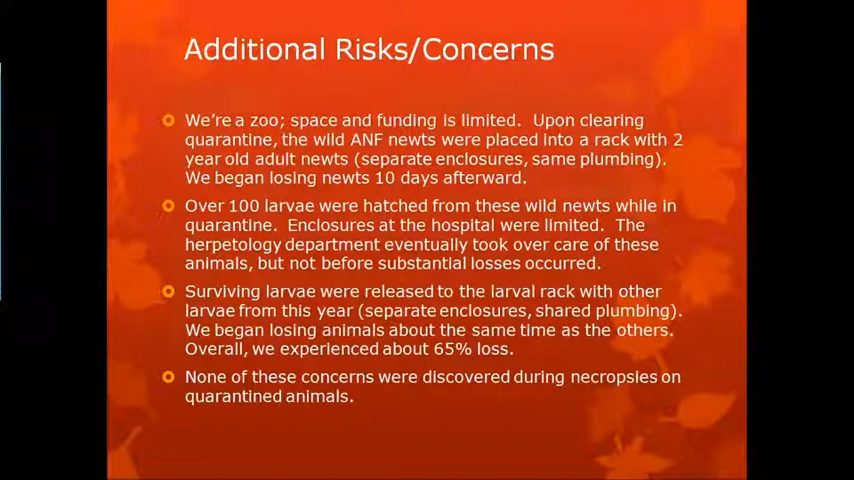 Additional Risks/Concerns
We're a zoo; space and funding is limited.  Upon clearing
quarantine, the wild ANF newts were placed into a rack with 2
year old adult newts (separate enclosures, same plumbing).
We began losing newts 10 days afterward.
Over 100 larvae were hatched from these wild newts while in
quarantine.  Enclosures at the hospital were limited.  The
herpetology department eventually took over care of these
animals, but not before substantial losses occurred.
Surviving larvae were released to the larval rack with other
larvae from this year (separate enclosures, shared plumbing).
We began losing animals about the same time as the others.
Overall, we experienced about 65% loss.
None of these concerns were discovered during necropsies on
quarantined animals.